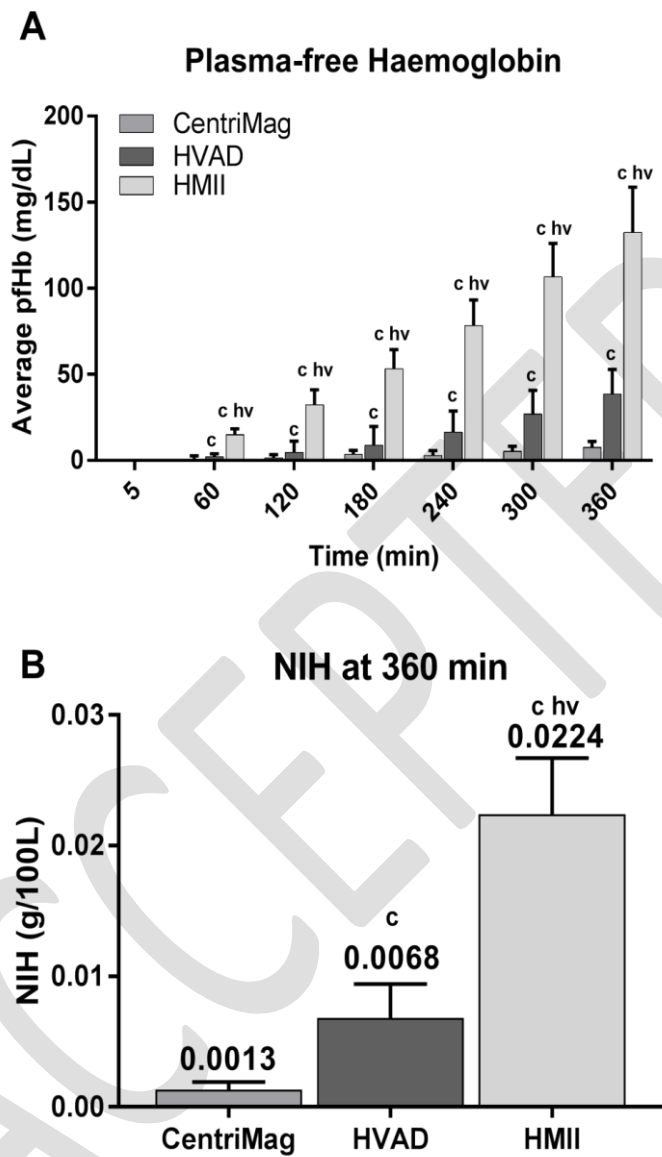 A
Plasma-free Haemoglobin
CentriMag
HVAD
HMII
Average pfHb (mg/dL)
200
150
100
50
0
c
c hv
c
c hv
c
c hv
c
c hv
c
c hv
c
c hv
5
60
120
180
240
300
360
Time (min)
B
NIH at 360 min
NIH (g/100L)
0.03
0.02
0.01
0.00
0.0013
c
0.0068
c hv
0.0224
CentriMag
HVAD
HMII